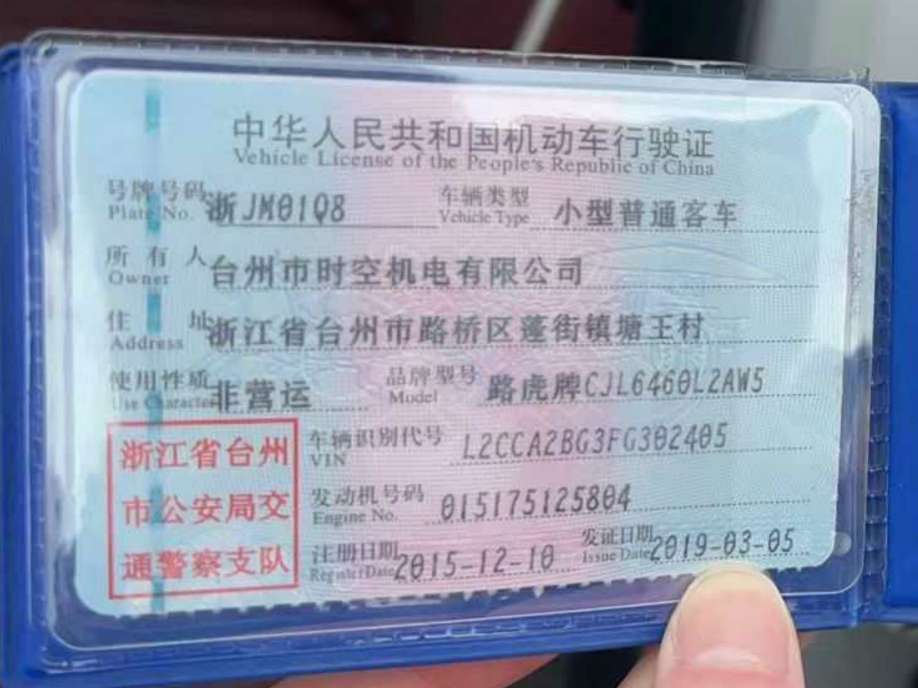 中华人民共和国机动车行驶证
Vehicle License of the People's Republic of China
号牌号码 浙JM01Q8 车辆类型 小型普通客车
Plate No. Vehicle Type
所有人 台州市时空机电有限公司
Owner
住址 浙江省台州市路桥区蓬街镇塘王村
Address
使用性质 非营运 品牌型号 路虎牌CJL6460L2AW5
Use Character Model
浙江省台州
市公安局交
通警察支队
车辆识别代号 L2CCA2BG3FG302405
VIN
发动机号码 015175125804
Engine No.
注册日期 2015-12-10 发证日期 2019-03-05
Register Date Issue Date